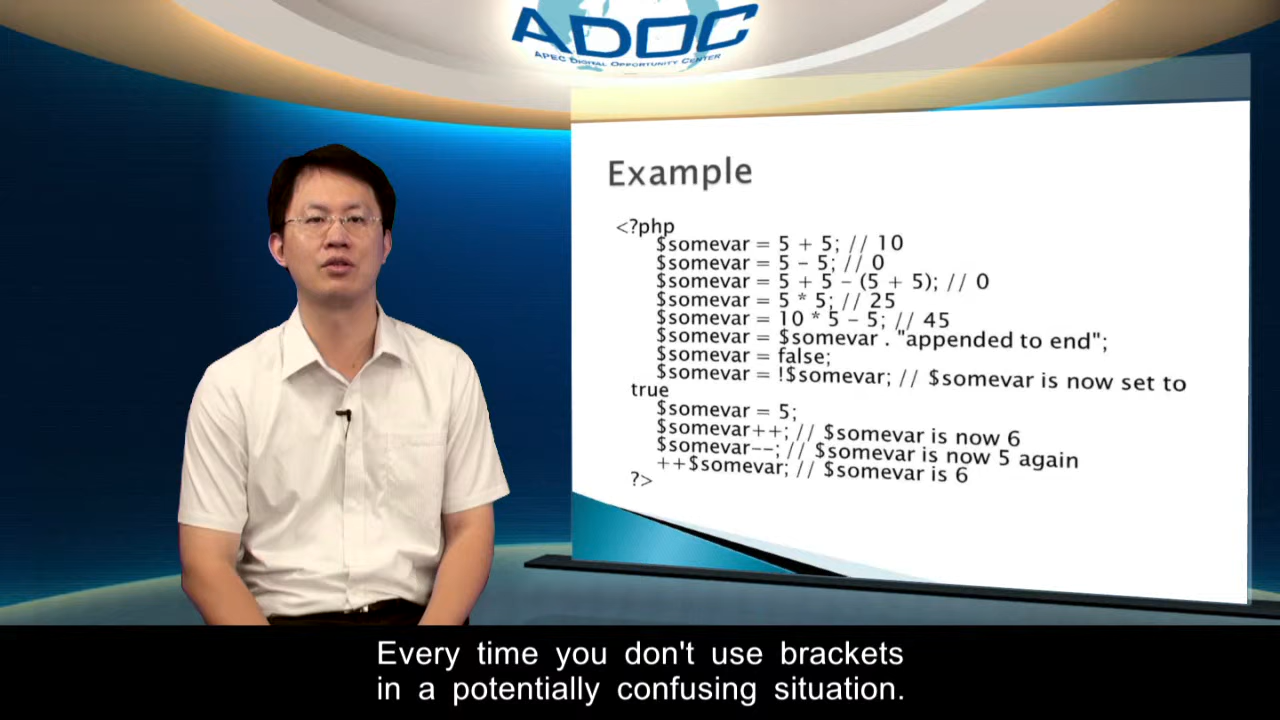 ADOC
APEC DIGITAL OPPORTUNITY CENTER
Example
<?php
$somevar = 5 + 5; // 10
$somevar = 5 - 5; // 0
$somevar = 5 + 5 - (5 + 5); // 0
$somevar = 5 * 5; // 25
$somevar = 10 * 5 - 5; // 45
$somevar = $somevar . "appended to end";
$somevar = false;
$somevar = !$somevar; // $somevar is now set to
true
$somevar = 5;
$somevar++; // $somevar is now 6
$somevar--; // $somevar is now 5 again
++$somevar; // $somevar is 6
?>
Every time you don't use brackets
in a potentially confusing situation.